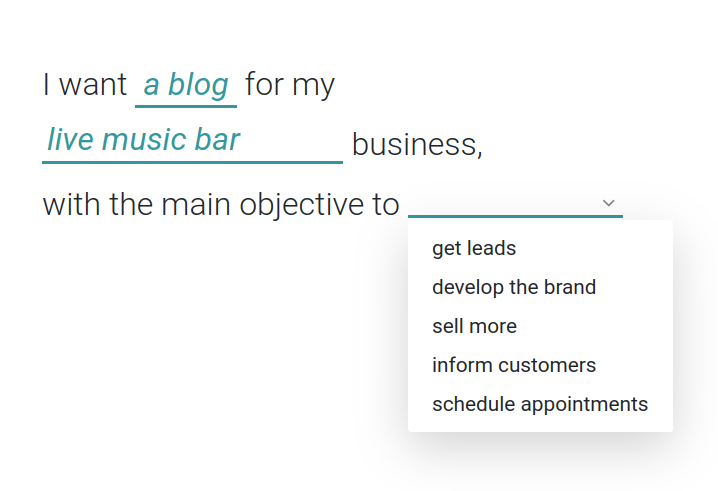 I want a blog for my
live music bar business,
with the main objective to
get leads
develop the brand
sell more
inform customers
schedule appointments